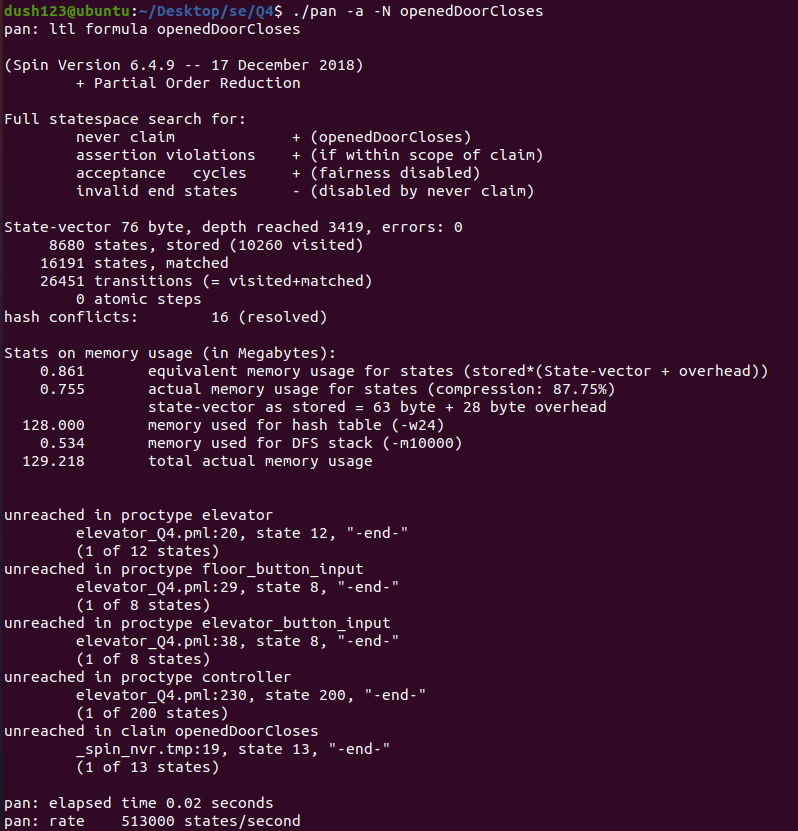 dush123@ubuntu:~/Desktop/se/Q4$ ./pan -a -N openedDoorCloses
pan: ltl formula openedDoorCloses

(Spin Version 6.4.9 -- 17 December 2018)
        + Partial Order Reduction

Full statespace search for:
        never claim             + (openedDoorCloses)
        assertion violations    + (if within scope of claim)
        acceptance   cycles     + (fairness disabled)
        invalid end states      - (disabled by never claim)

State-vector 76 byte, depth reached 3419, errors: 0
     8680 states, stored (10260 visited)
    16191 states, matched
    26451 transitions (= visited+matched)
        0 atomic steps
hash conflicts:        16 (resolved)

Stats on memory usage (in Megabytes):
    0.861       equivalent memory usage for states (stored*(State-vector + overhead))
    0.755       actual memory usage for states (compression: 87.75%)
                state-vector as stored = 63 byte + 28 byte overhead
  128.000       memory used for hash table (-w24)
    0.534       memory used for DFS stack (-m10000)
  129.218       total actual memory usage


unreached in proctype elevator
        elevator_Q4.pml:20, state 12, "-end-"
        (1 of 12 states)
unreached in proctype floor_button_input
        elevator_Q4.pml:29, state 8, "-end-"
        (1 of 8 states)
unreached in proctype elevator_button_input
        elevator_Q4.pml:38, state 8, "-end-"
        (1 of 8 states)
unreached in proctype controller
        elevator_Q4.pml:230, state 200, "-end-"
        (1 of 200 states)
unreached in claim openedDoorCloses
        _spin_nvr.tmp:19, state 13, "-end-"
        (1 of 13 states)

pan: elapsed time 0.02 seconds
pan: rate    513000 states/second